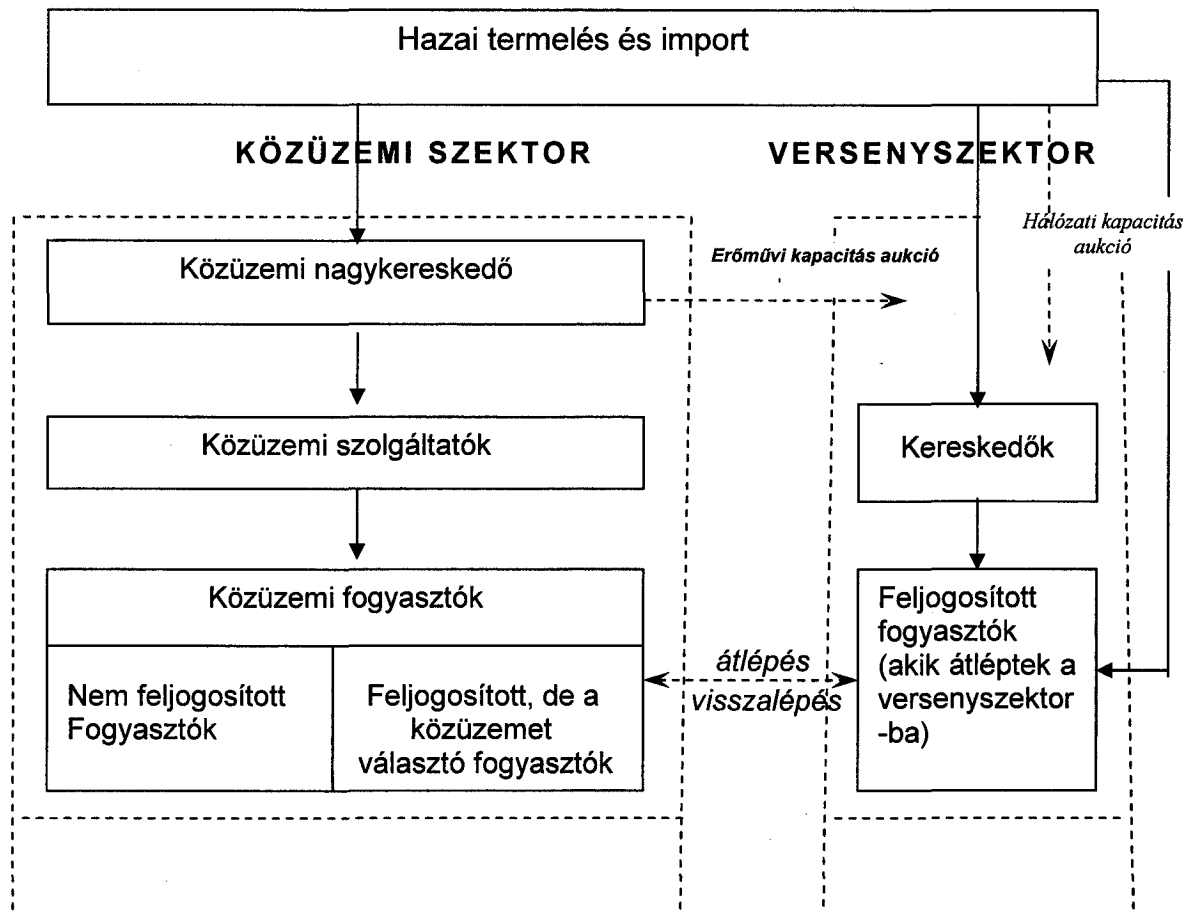 Hazai termelés és import
KÖZÜZEMI SZEKTOR
VERSENYSZEKTOR
Hálózati kapacitás
aukció
Közüzemi nagykereskedő
Erőművi kapacitás aukció
Közüzemi szolgáltatók
Kereskedők
Közüzemi fogyasztók
Nem feljogosított
Fogyasztók
Feljogosított, de a
közüzemet
választó fogyasztók
átlépés
visszalépés
Feljogosított
fogyasztók
(akik átléptek a
versenyszektor
-ba)